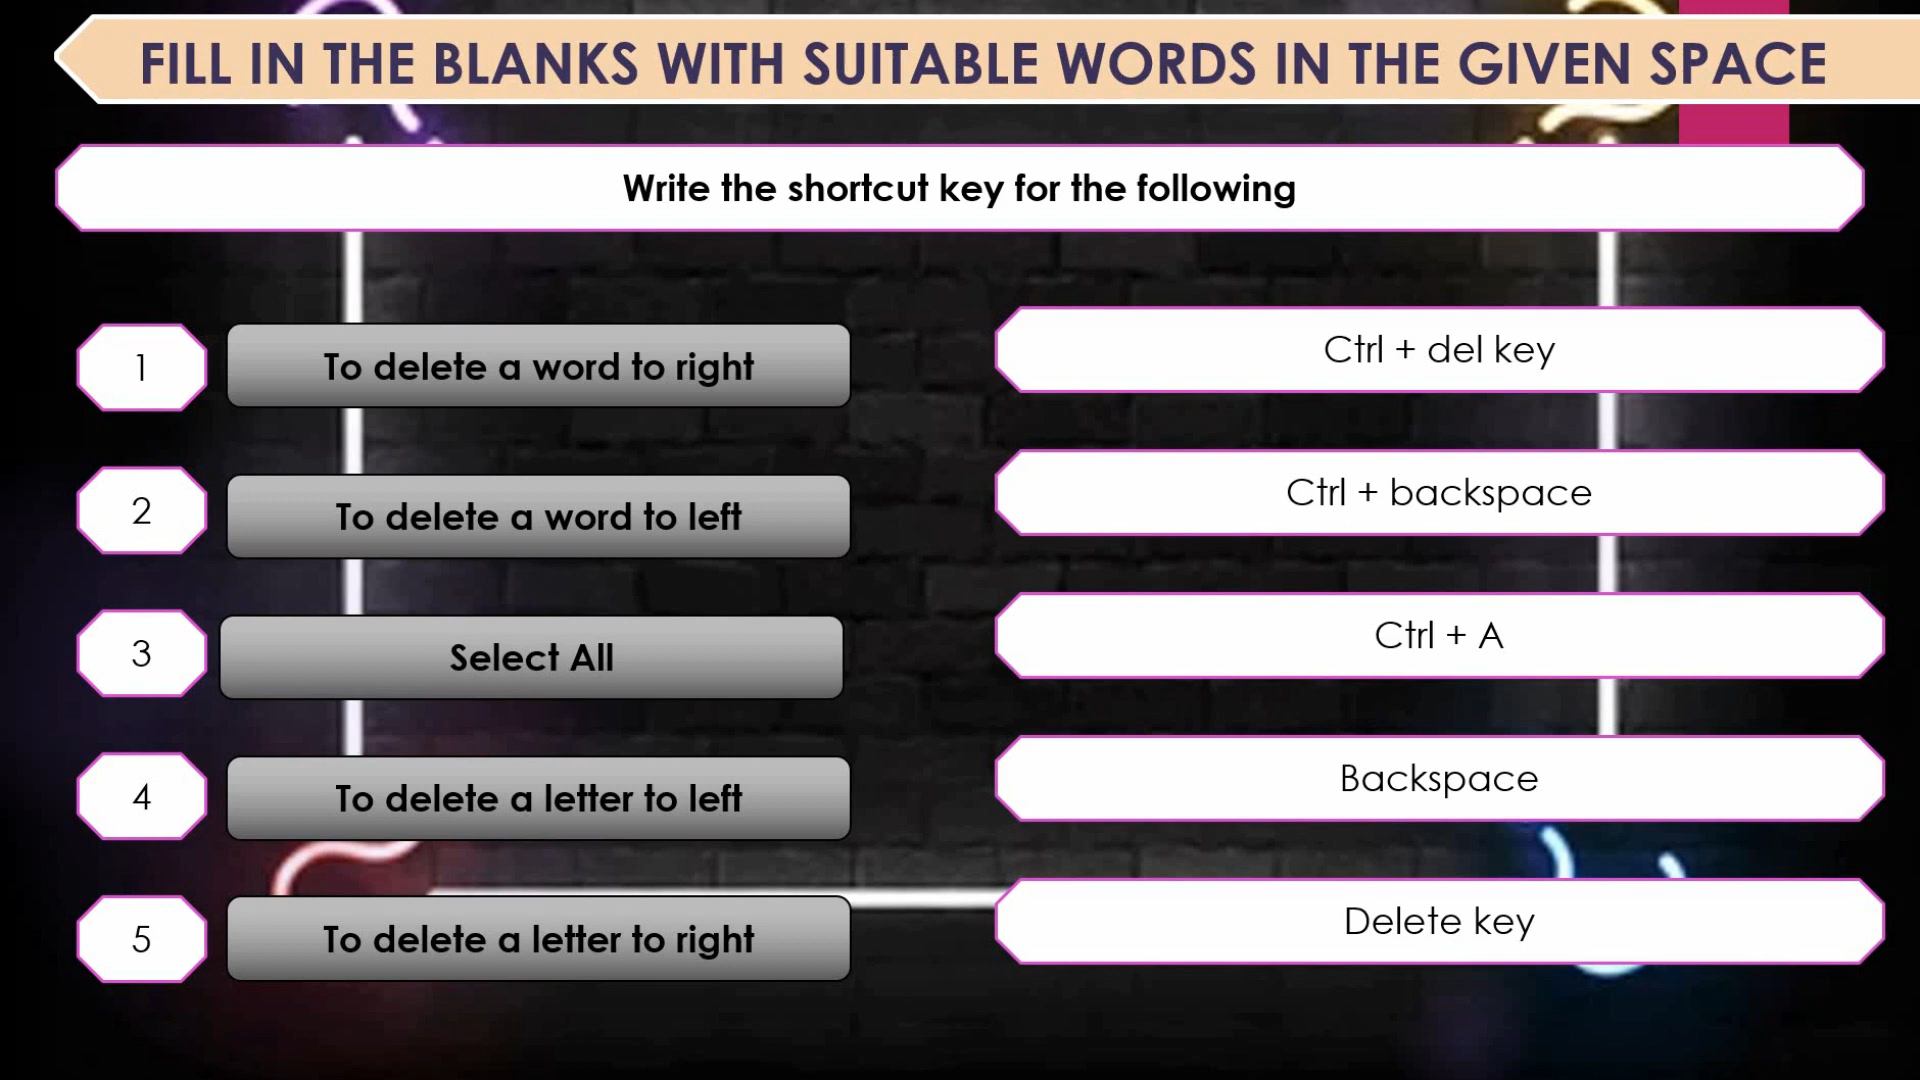 FILL IN THE BLANKS WITH SUITABLE WORDS IN THE GIVEN SPACE
Write the shortcut key for the following
1 To delete a word to right Ctrl + del key
2 To delete a word to left Ctrl + backspace
3 Select All Ctrl + A
4 To delete a letter to left Backspace
5 To delete a letter to right Delete key